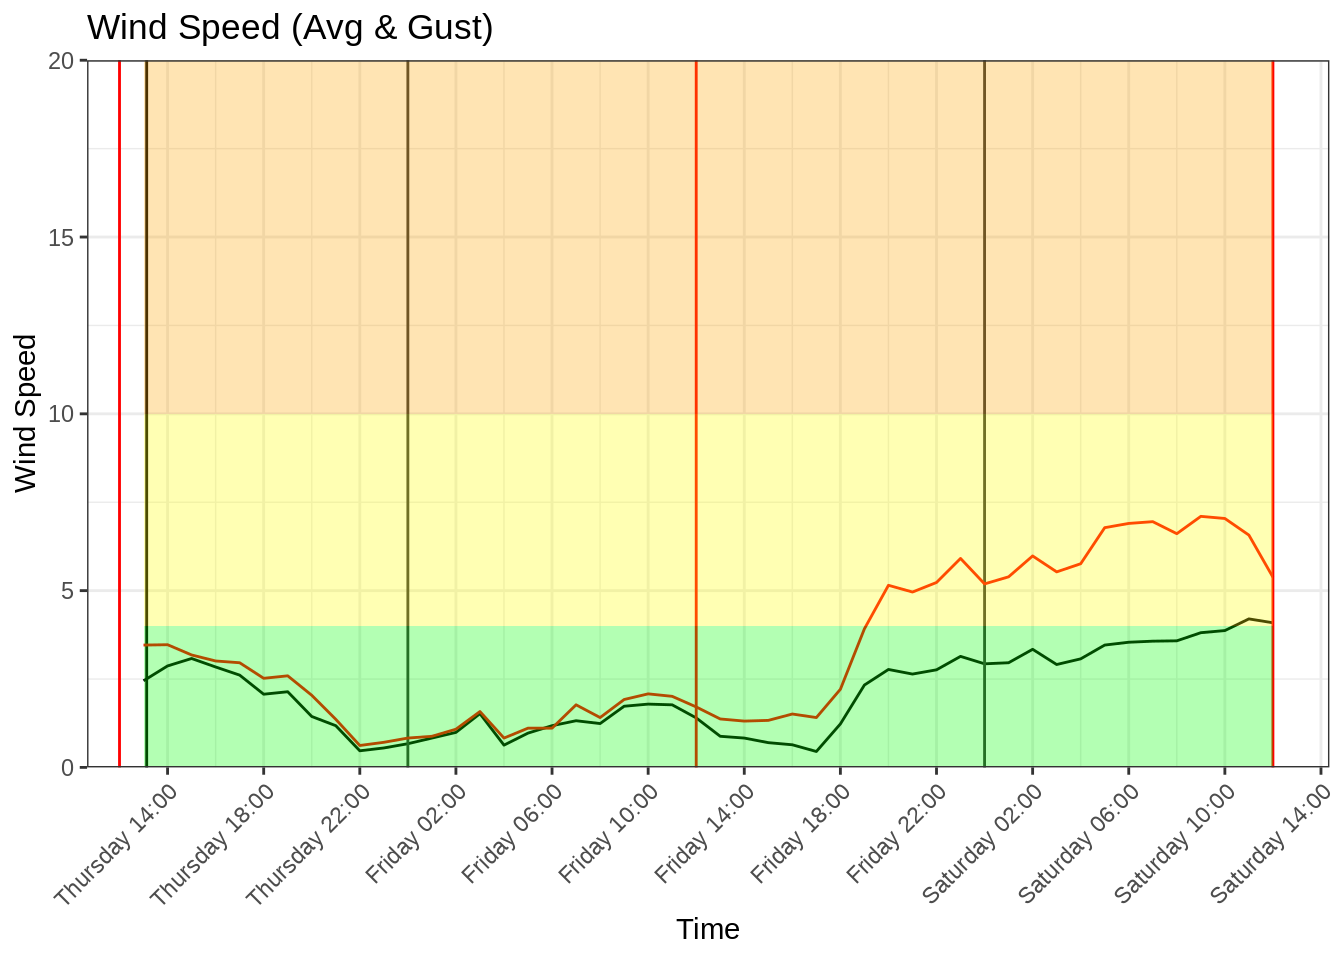 Wind Speed (Avg & Gust)
20
15
10
5
0
Wind Speed
Thursday 14:00
Thursday 18:00
Thursday 22:00
Friday 02:00
Friday 06:00
Friday 10:00
Friday 14:00
Friday 18:00
Friday 22:00
Saturday 02:00
Saturday 06:00
Saturday 10:00
Saturday 14:00
Time